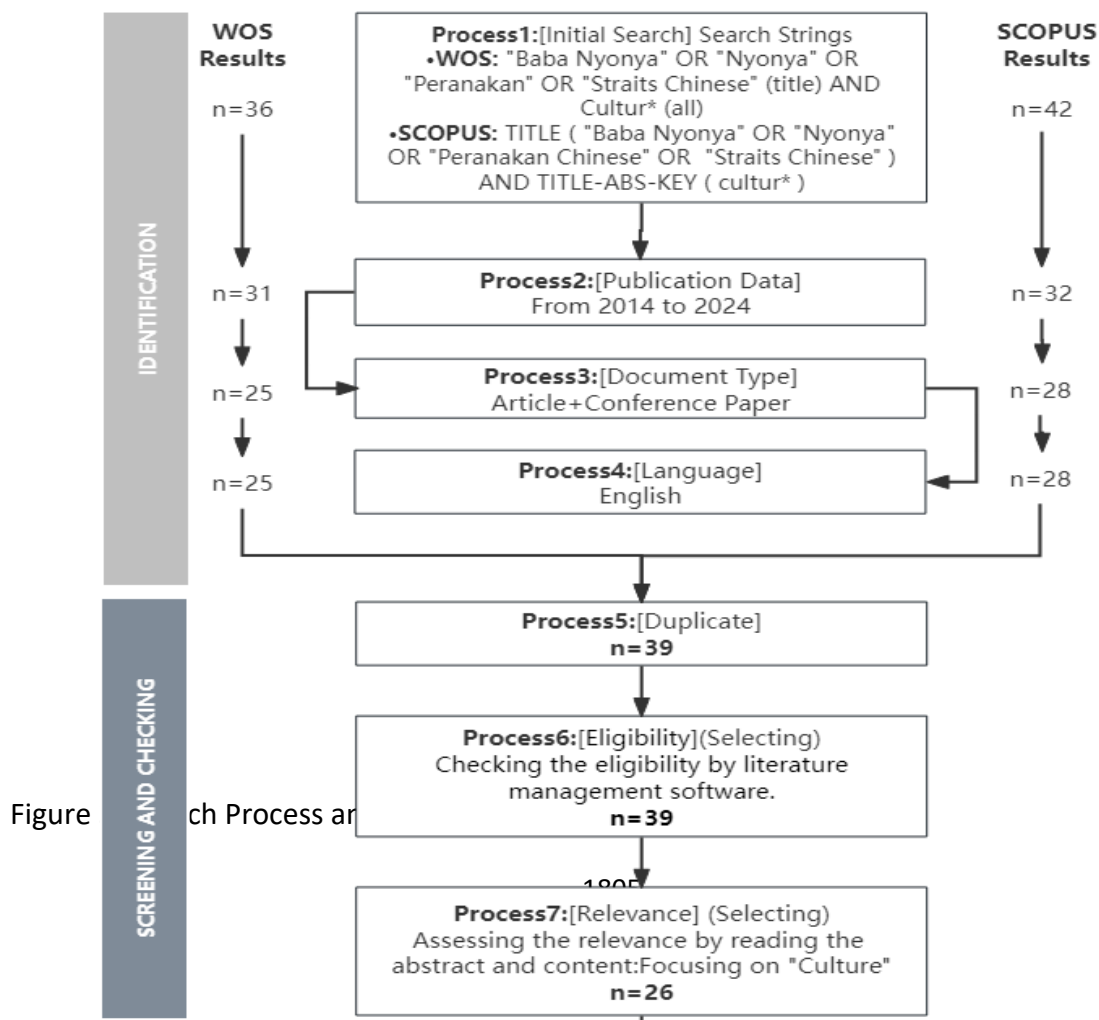 WOS
Results
n=36
n=31
n=25
n=25
Process1:[Initial Search] Search Strings
•WOS: "Baba Nyonya" OR "Nyonya" OR
"Peranakan" OR "Straits Chinese" (title) AND
Cultur* (all)
•SCOPUS: TITLE ( "Baba Nyonya" OR "Nyonya"
OR "Peranakan Chinese" OR "Straits Chinese" )
AND TITLE-ABS-KEY ( cultur* )
SCOPUS
Results
n=42
n=32
n=28
n=28
IDENTIFICATION
Process2:[Publication Data]
From 2014 to 2024
Process3:[Document Type]
Article+Conference Paper
Process4:[Language]
English
SCREENING AND CHECKING
Process5:[Duplicate]
n=39
Process6:[Eligibility](Selecting)
Checking the eligibility by literature
management software.
n=39
Figure ch Process
Process7:[Relevance] (Selecting)
Assessing the relevance by reading the
abstract and content:Focusing on "Culture"
n=26